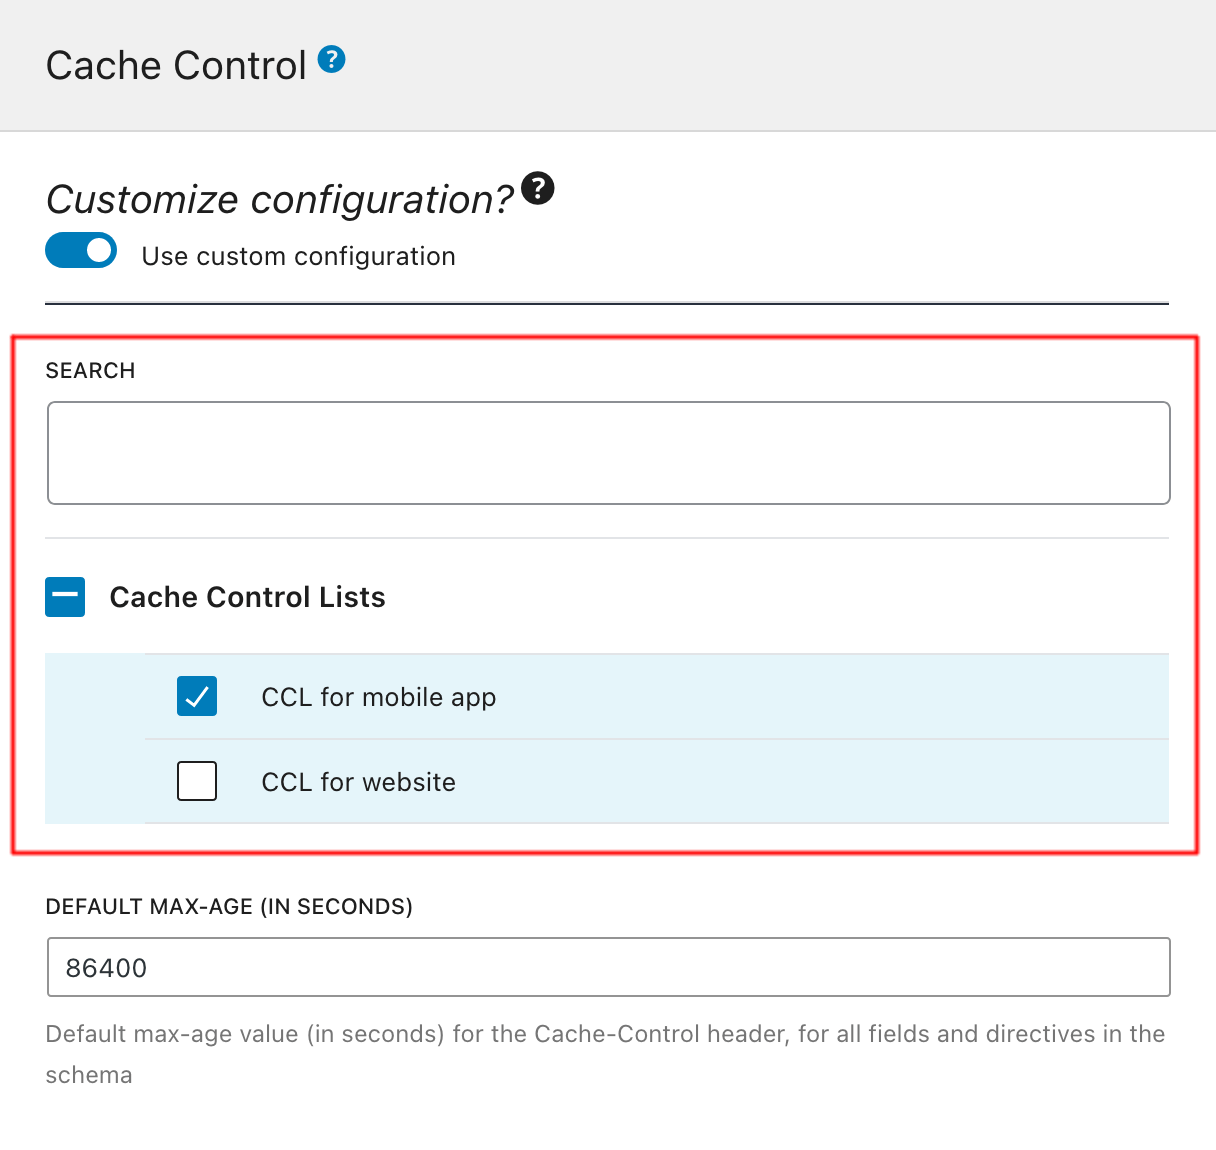 Cache Control ?
Customize configuration? ?
Use custom configuration
SEARCH
Cache Control Lists
CCL for mobile app
CCL for website
DEFAULT MAX-AGE (IN SECONDS)
86400
Default max-age value (in seconds) for the Cache-Control header, for all fields and directives in the
schema